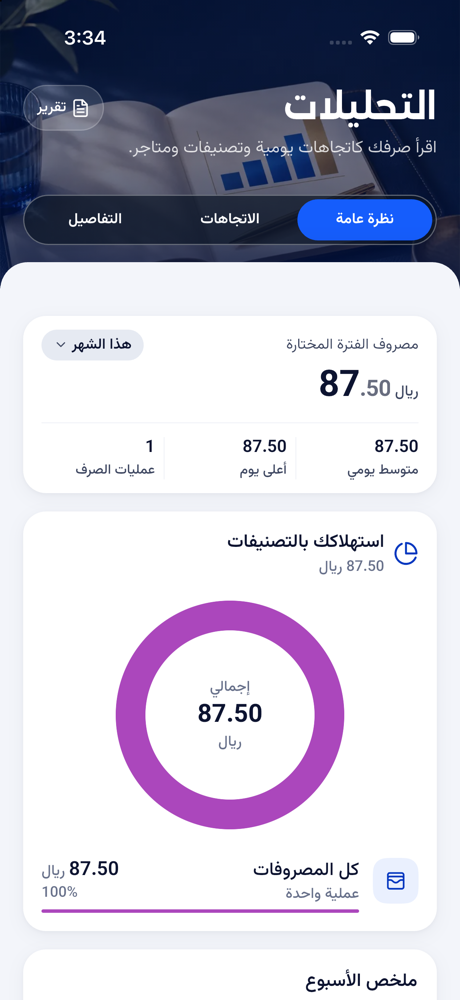 3:34
التحليلات
تقرير
اقرأ صرفك كاتجاهات يومية وتصنيفات ومتاجر.
نظرة عامة
الاتجاهات
التفاصيل
مصروف الفترة المختارة
هذا الشهر
87.50 ريال
87.50
متوسط يومي
87.50
أعلى يوم
1
عمليات الصرف
استهلاكك بالتصنيفات
87.50 ريال
إجمالي
87.50
ريال
كل المصروفات
87.50 ريال
عملية واحدة
100%
ملخص الأسبوع